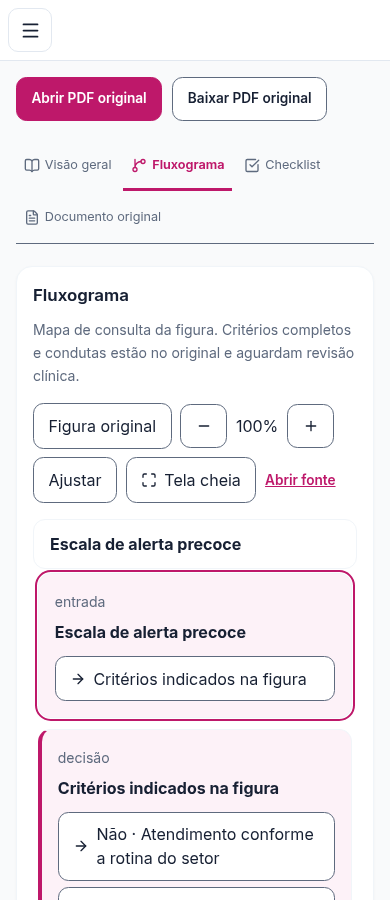 Abrir PDF original
Baixar PDF original
Visão geral
Fluxograma
Checklist
Documento original
Fluxograma
Mapa de consulta da figura. Critérios completos
e condutas estão no original e aguardam revisão
clínica.
Figura original
− 100% +
Ajustar
Tela cheia
Abrir fonte
Escala de alerta precoce
entrada
Escala de alerta precoce
→ Critérios indicados na figura
decisão
Critérios indicados na figura
→ Não · Atendimento conforme
a rotina do setor